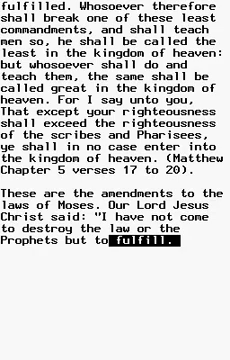 fulfilled. Whosoever therefore
shall break one of these least
commandments, and shall teach
men so, he shall be called the
least in the kingdom of heaven:
but whosoever shall do and
teach them, the same shall be
called great in the kingdom of
heaven. For I say unto you,
That except your righteousness
shall exceed the righteousness
of the scribes and Pharisees,
ye shall in no case enter into
the kingdom of heaven. (Matthew
Chapter 5 verses 17 to 20).

These are the amendments to the
laws of Moses. Our Lord Jesus
Christ said: "I have not come
to destroy the law or the
Prophets but to fulfill.